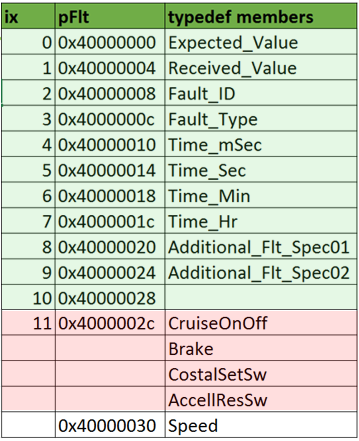 ix pFlt typedef members
0 0x40000000 Expected_Value
1 0x40000004 Received_Value
2 0x40000008 Fault_ID
3 0x4000000c Fault_Type
4 0x40000010 Time_mSec
5 0x40000014 Time_Sec
6 0x40000018 Time_Min
7 0x4000001c Time_Hr
8 0x40000020 Additional_Flt_Spec01
9 0x40000024 Additional_Flt_Spec02
10 0x40000028
11 0x4000002c CruiseOnOff
Brake
CostalSetSw
AccellResSw
0x40000030 Speed